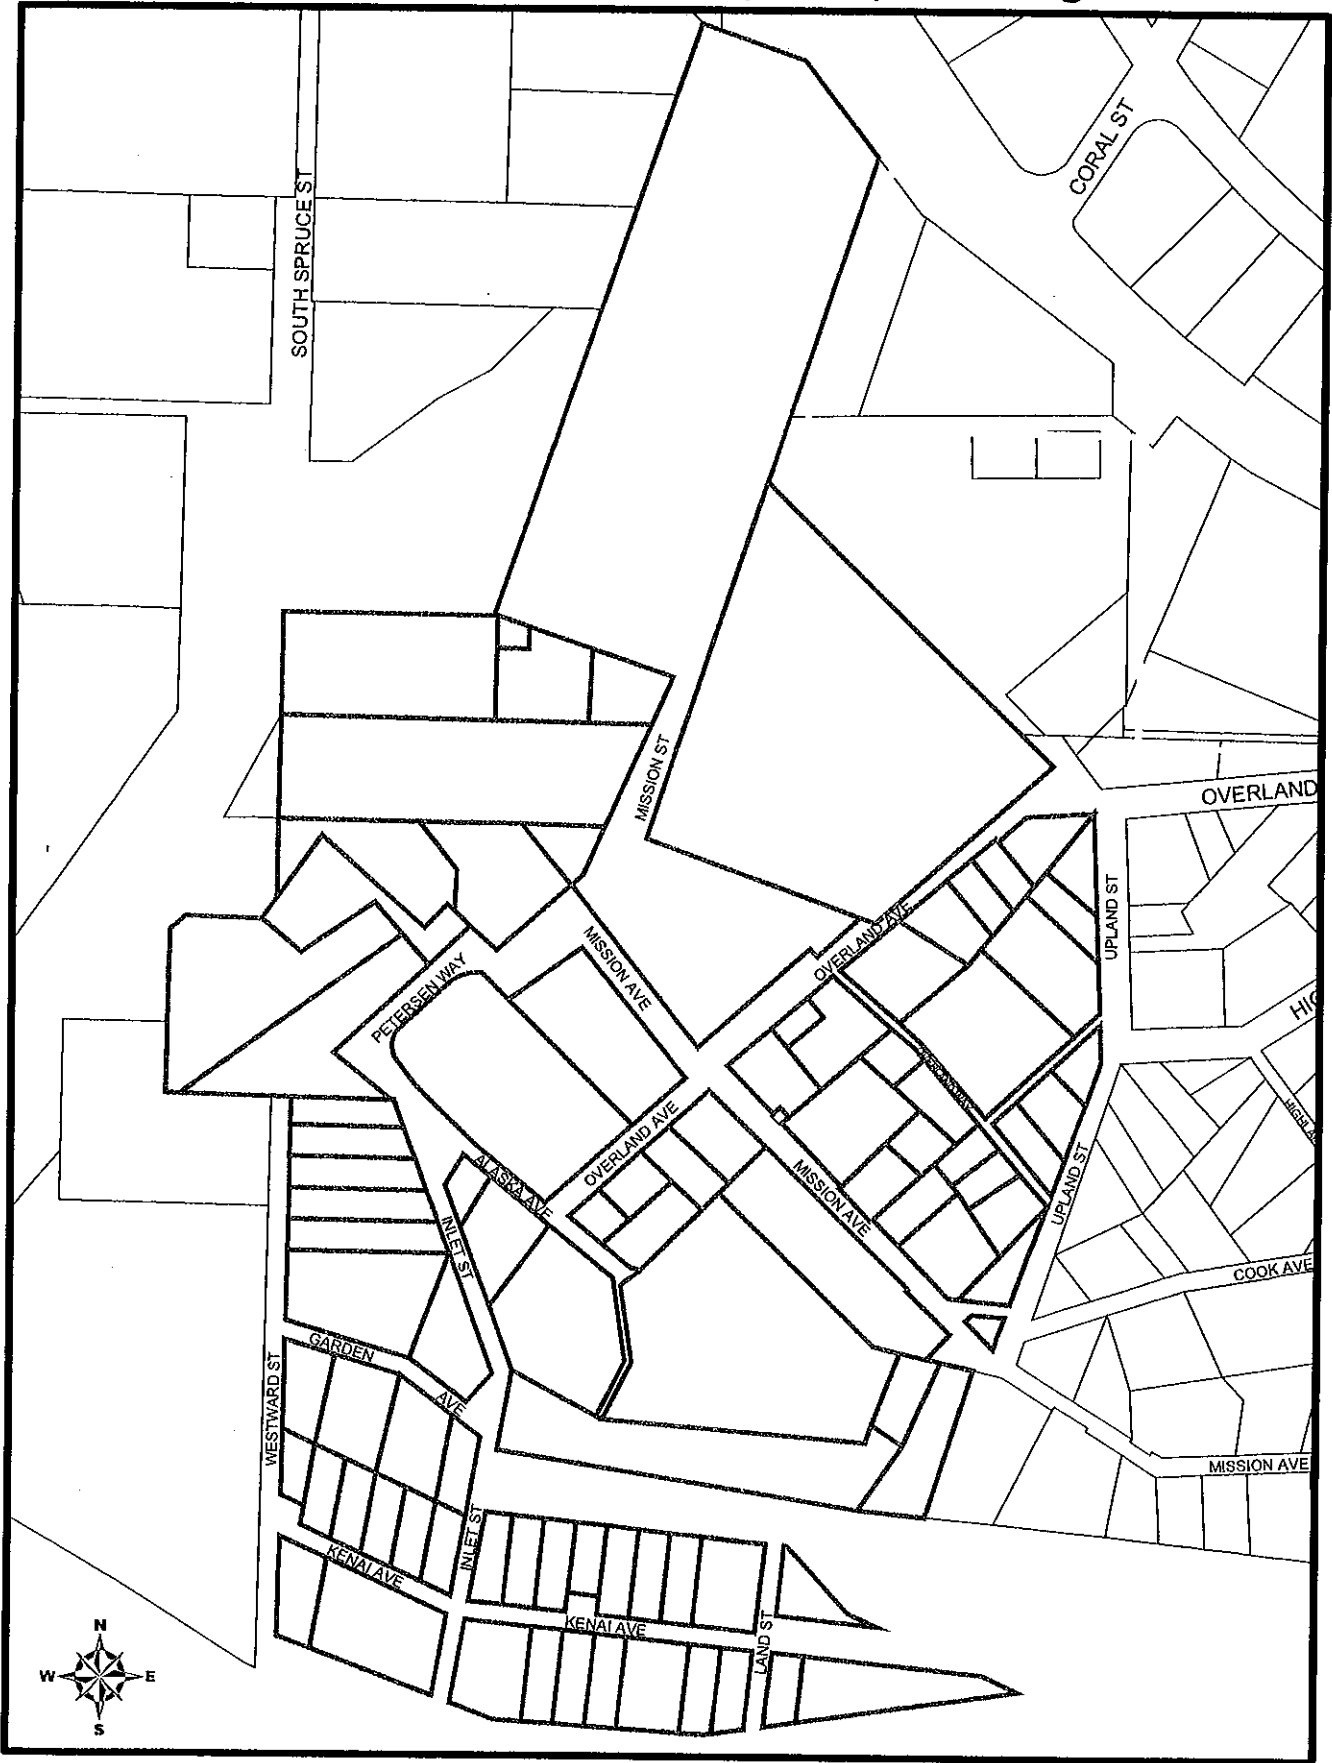 CORAL ST
SOUTH SPRUCE ST
MISSION ST
OVERLAND
UPLAND ST
OVERLAND AVE
MISSION AVE
PETERSEN WAY
HIGHLA
OVERLAND AVE
ALASKA AVE
MISSION AVE
UPLAND ST
INLET ST
COOK AVE
GARDEN
AVE
WESTWARD ST
MISSION AVE
INLET ST
KENAI AVE
KENAI AVE
LAND ST
N
W
E
S